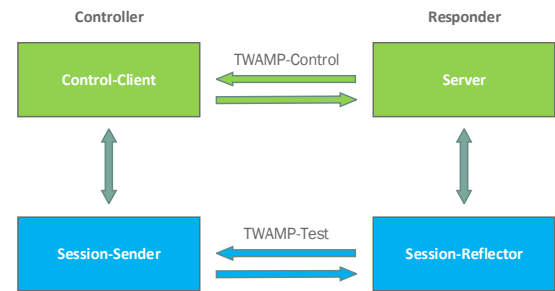 Controller
Responder
TWAMP-Control
Control-Client
Server
TWAMP-Test
Session-Sender
Session-Reflector